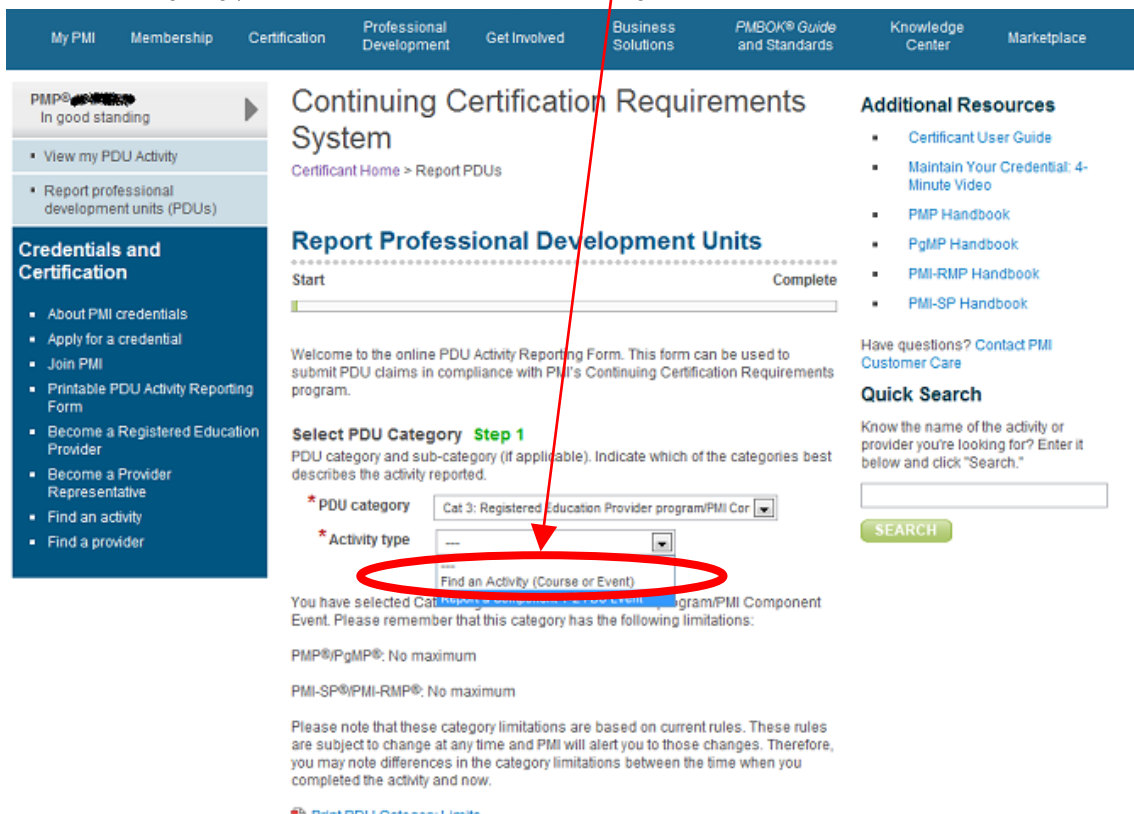 My PMI
Membership
Certification
Professional
Development
Get Involved
Business
Solutions
PMBOK® Guide
and Standards
Knowledge
Center
Marketplace
PMP®
In good standing
View my PDU Activity
Report professional
development units (PDUs)
Credentials and
Certification
About PMI credentials
Apply for a credential
Join PMI
Printable PDU Activity Reporting
Form
Become a Registered Education
Provider
Become a Provider
Representative
Find an activity
Find a provider
Continuing Certification Requirements
System
Certificant Home > Report PDUs
Report Professional Development Units
Start
Complete
Welcome to the online PDU Activity Reporting Form. This form can be used to
submit PDU claims in compliance with PMI's Continuing Certification Requirements
program.
Select PDU Category Step 1
PDU category and sub-category (if applicable). Indicate which of the categories best
describes the activity reported.
* PDU category Cat 3: Registered Education Provider program/PMI Cor
* Activity type ---
---
Find an Activity (Course or Event)
You have selected Cat program/PMI Component
Event. Please remember that this category has the following limitations:
PMP®/PgMP®: No maximum
PMI-SP®/PMI-RMP®: No maximum
Please note that these category limitations are based on current rules. These rules
are subject to change at any time and PMI will alert you to those changes. Therefore,
you may note differences in the category limitations between the time when you
completed the activity and now.
Print PDU Category Limits
Additional Resources
Certificant User Guide
Maintain Your Credential: 4-
Minute Video
PMP Handbook
PgMP Handbook
PMI-RMP Handbook
PMI-SP Handbook
Have questions? Contact PMI
Customer Care
Quick Search
Know the name of the activity or
provider you're looking for? Enter it
below and click "Search."
SEARCH